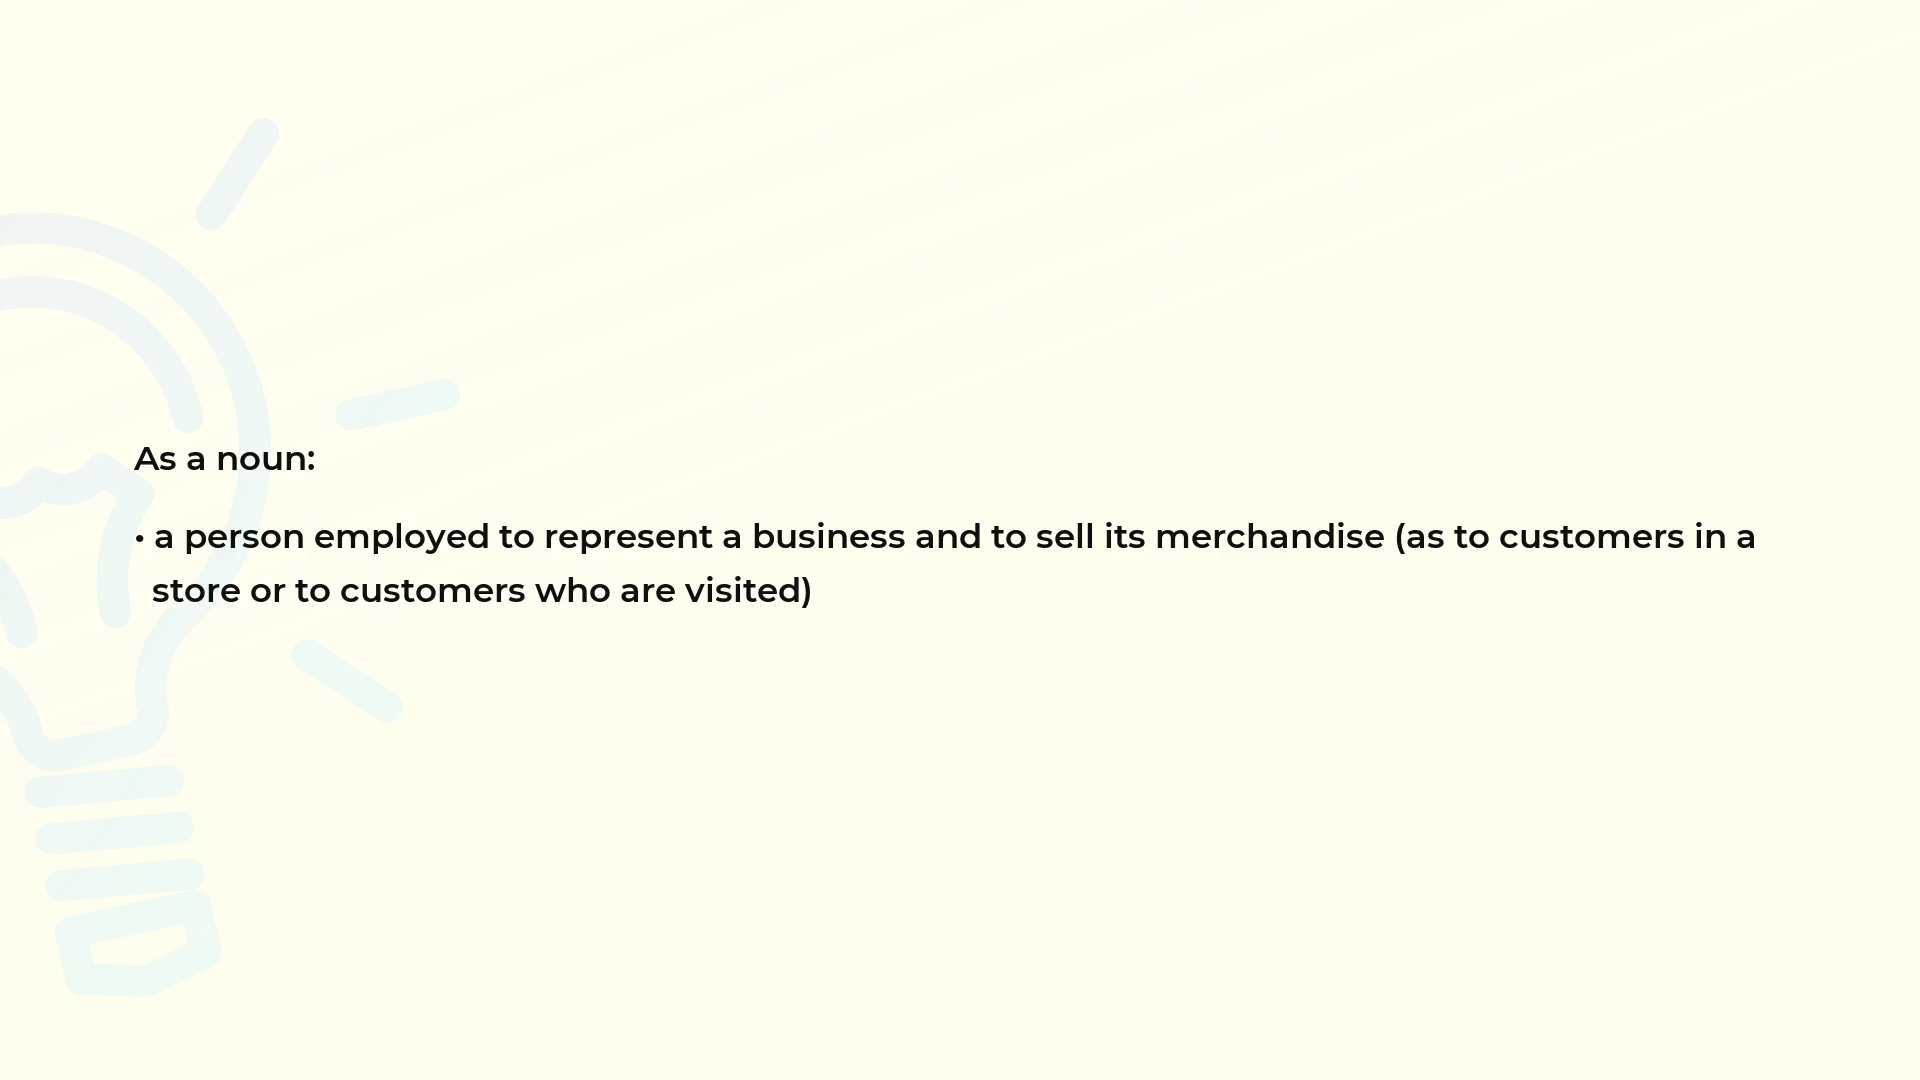 As a noun:
• a person employed to represent a business and to sell its merchandise (as to customers in a
store or to customers who are visited)